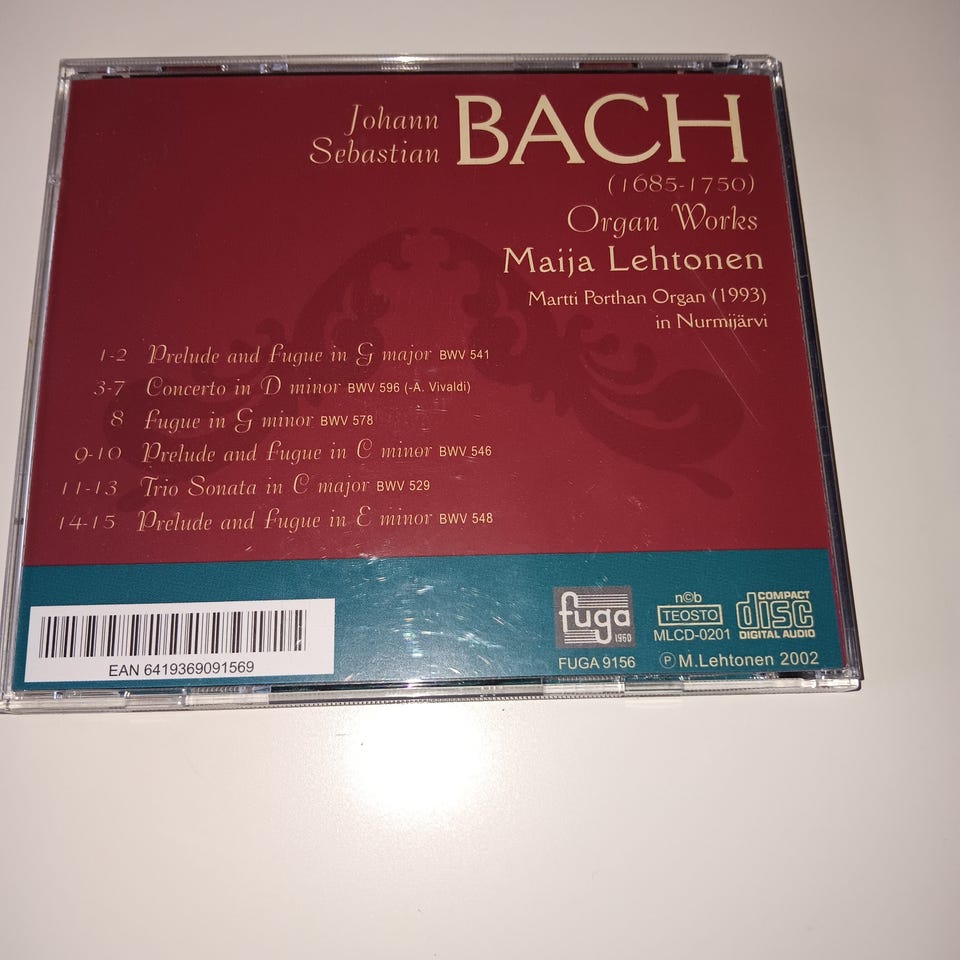 Johann
Sebastian BACH
(1685-1750)
Organ Works
Maija Lehtonen
Martti Porthan Organ (1993)
in Nurmijärvi
1-2 Prelude and Fugue in G major BWV 541
3-7 Concerto in D minor BWV 596 (-A. Vivaldi)
8 Fugue in G minor BWV 578
9-10 Prelude and Fugue in C minor BWV 546
11-13 Trio Sonata in C major BWV 529
14-15 Prelude and Fugue in E minor BWV 548
EAN 6419369091569
fuga
1960
FUGA 9156
n©b
TEOSTO
MLCD-0201
COMPACT
disc
DIGITAL AUDIO
℗ M.Lehtonen 2002